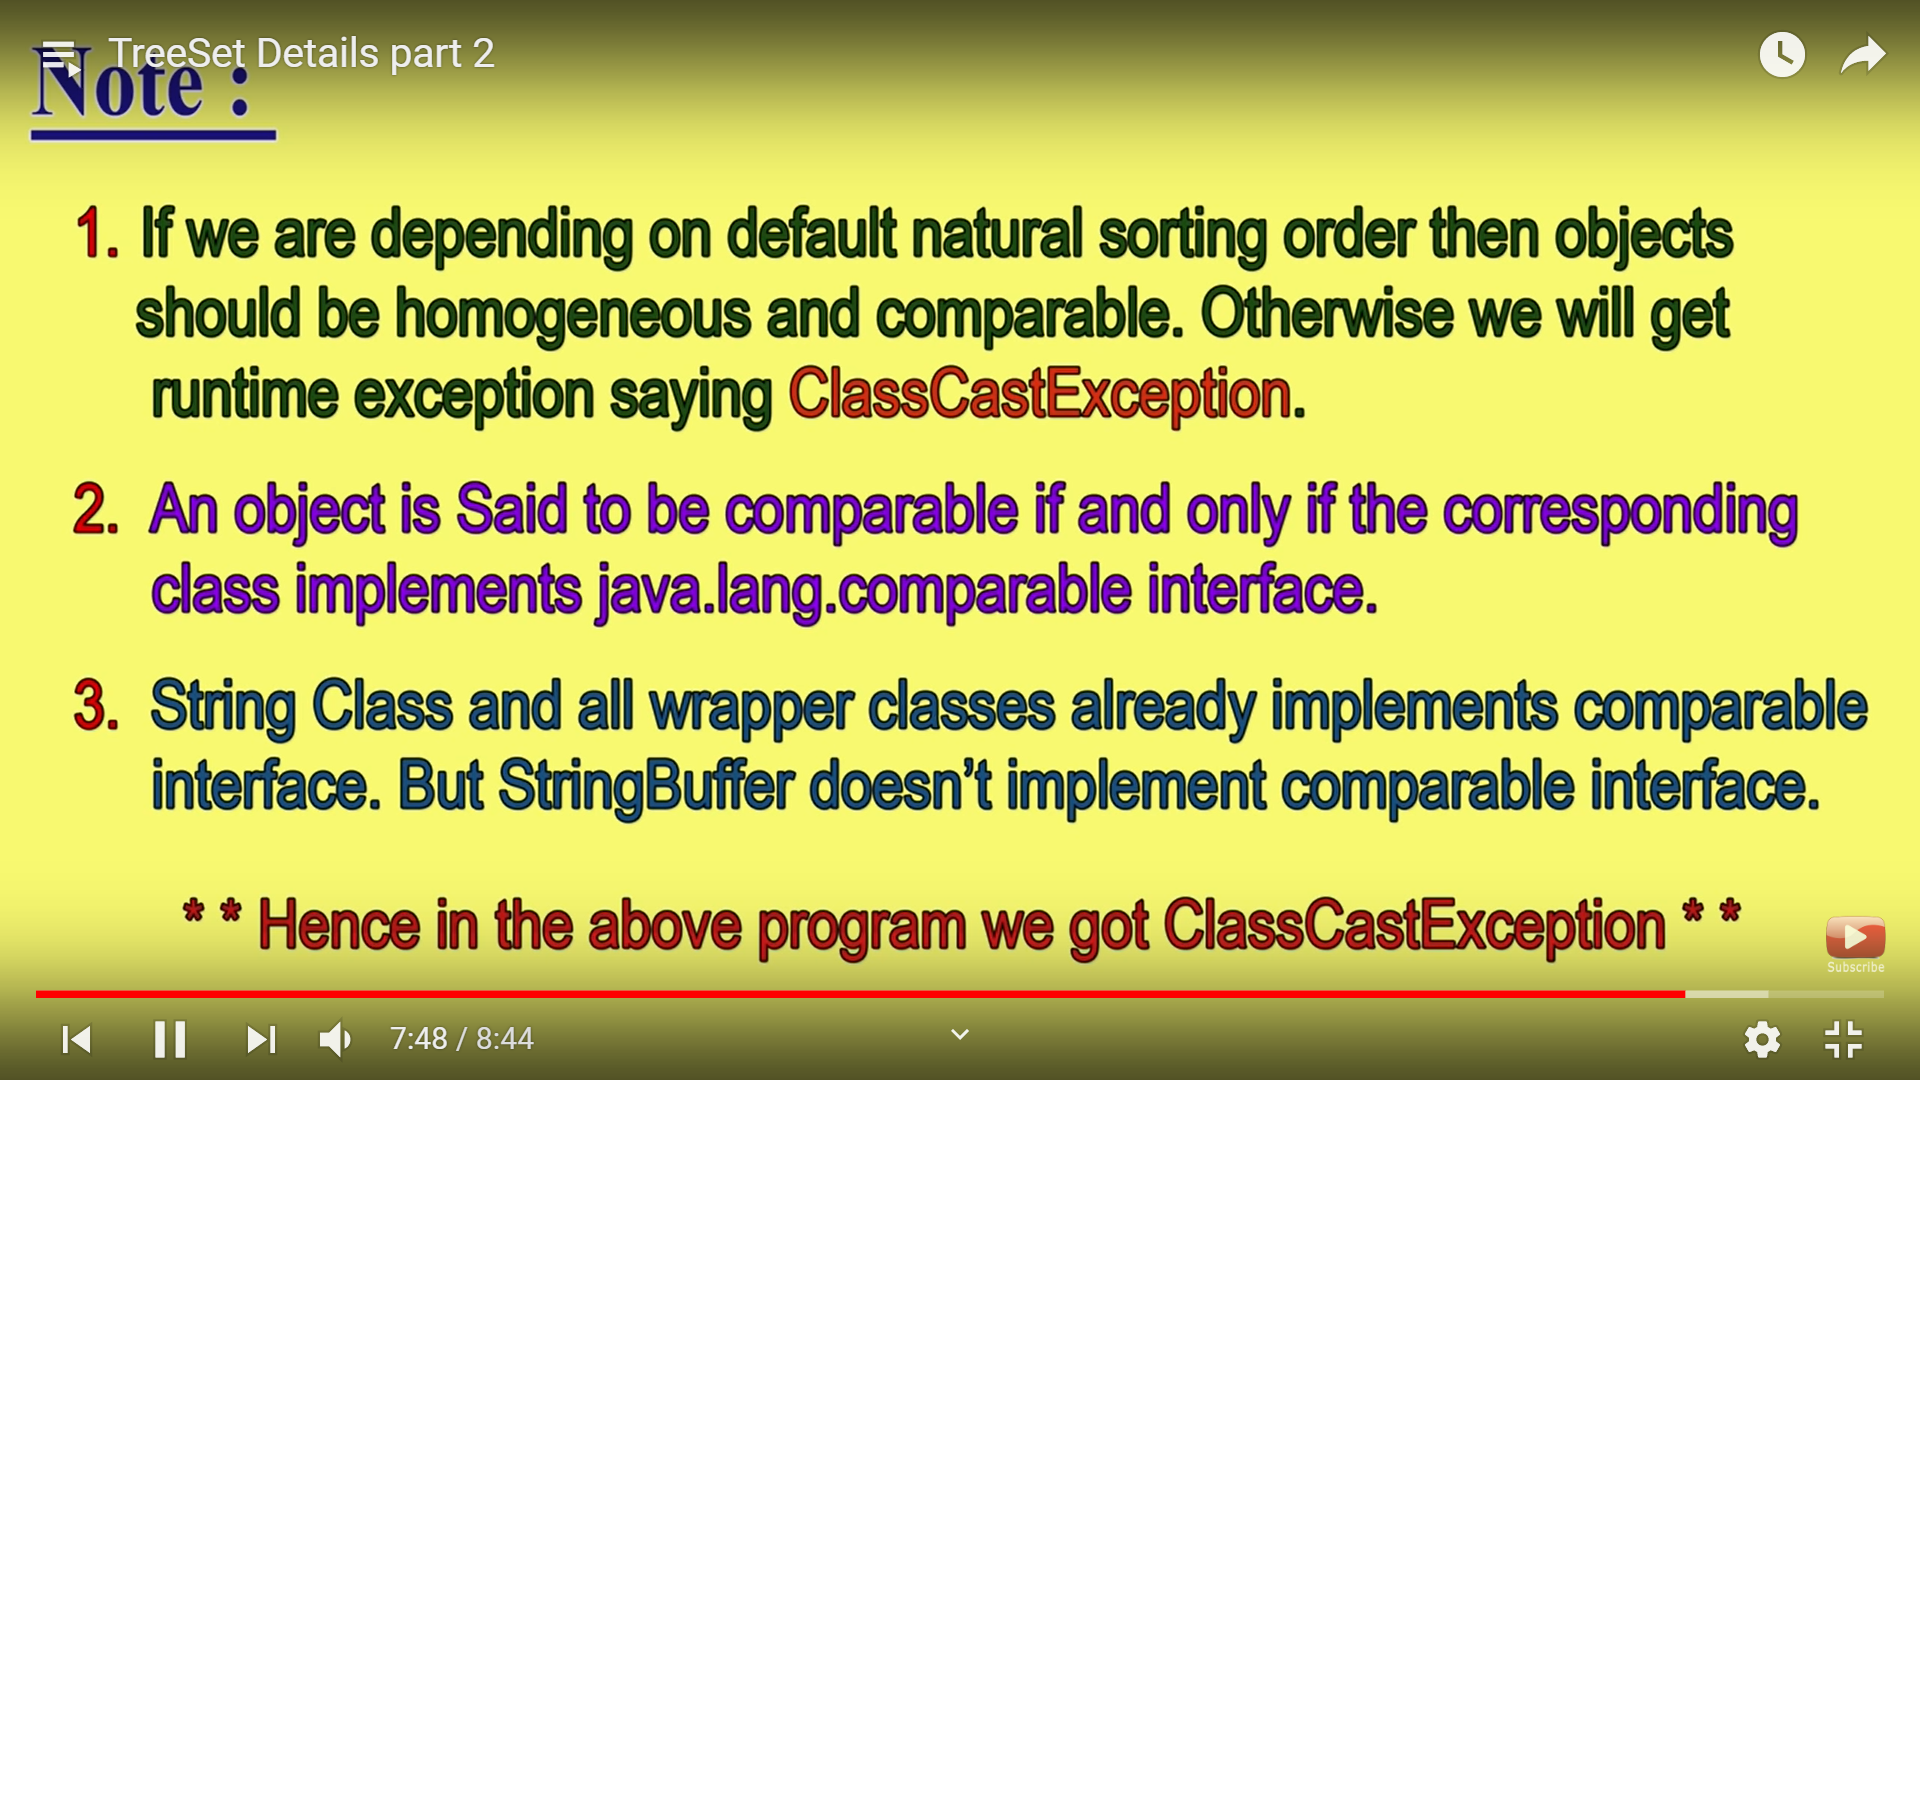 TreeSet Details part 2
Note :
1. If we are depending on default natural sorting order then objects
should be homogeneous and comparable. Otherwise we will get
runtime exception saying ClassCastException.
2. An object is Said to be comparable if and only if the corresponding
class implements java.lang.comparable interface.
3. String Class and all wrapper classes already implements comparable
interface. But StringBuffer doesn’t implement comparable interface.
* * Hence in the above program we got ClassCastException * *
Subscribe
7:48 / 8:44